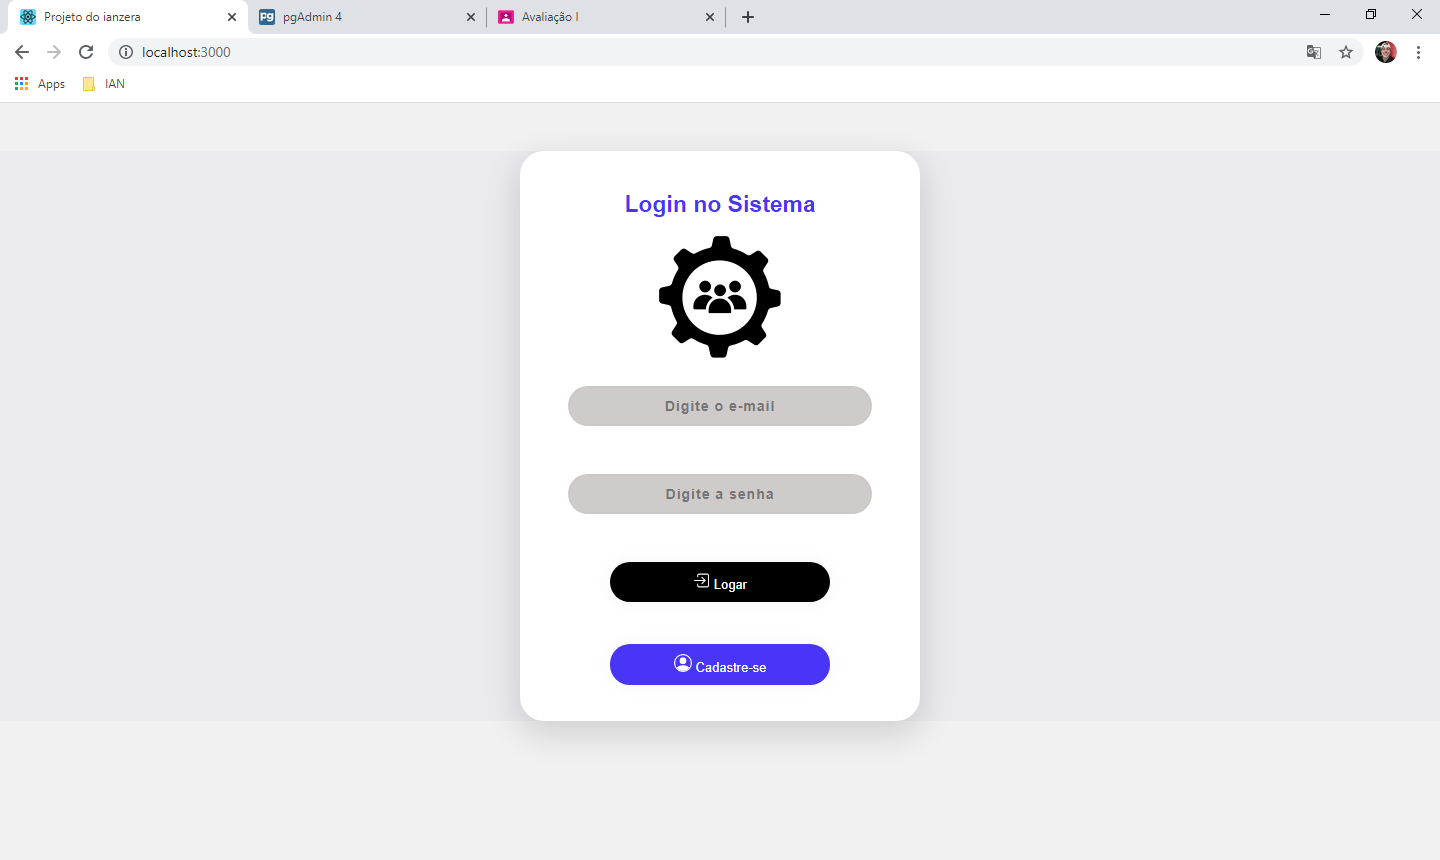 Projeto do ianzera
pgAdmin 4
Avaliação I
localhost:3000
Apps
IAN
Login no Sistema
Digite o e-mail
Digite a senha
Logar
Cadastre-se